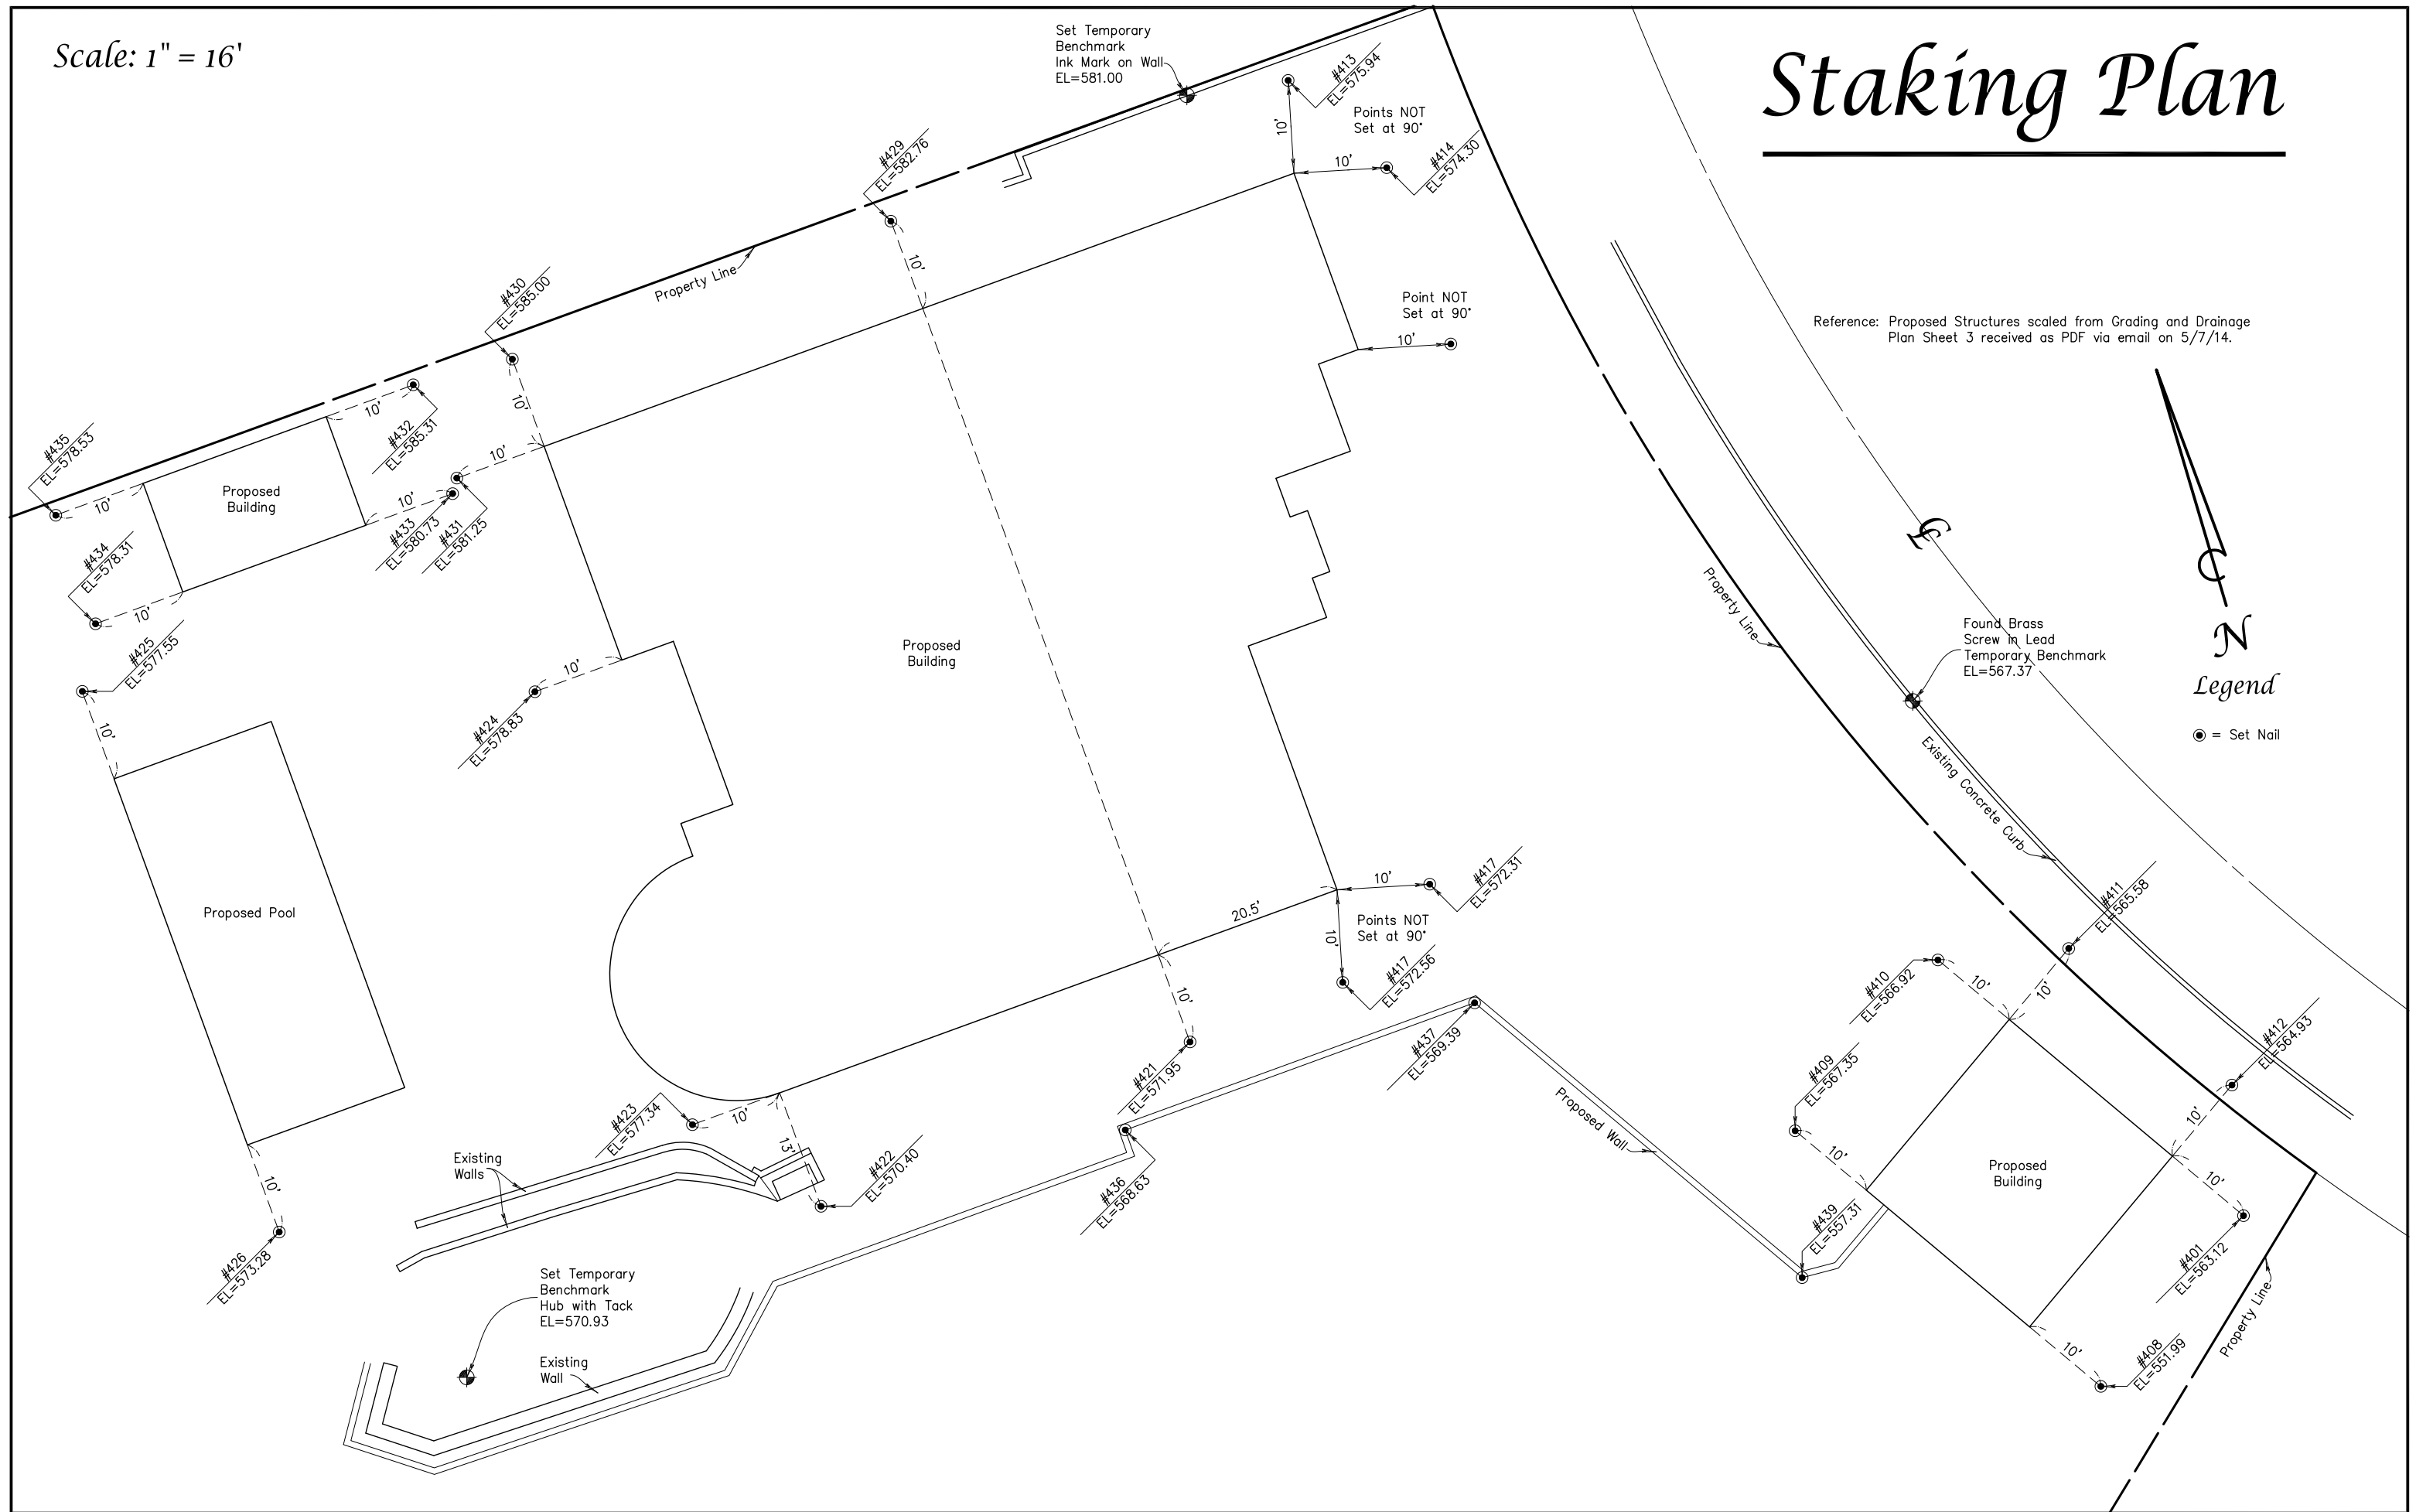 Scale: 1" = 16'
Staking Plan
Set Temporary
Benchmark
Ink Mark on Wall
EL=581.00
#413
EL=575.94
10'
Points NOT
Set at 90°
10'
#414
EL=574.30
#429
EL=582.76
10'
Property Line
#430
EL=585.00
10'
Point NOT
Set at 90°
10'
Reference: Proposed Structures scaled from Grading and Drainage
Plan Sheet 3 received as PDF via email on 5/7/14.
#435
EL=578.53
10'
10'
#432
EL=585.31
Proposed
Building
10'
10'
#433
EL=580.73
#431
EL=581.25
#434
EL=578.31
10'
#425
EL=577.55
10'
10'
#424
EL=578.83
Proposed
Building
Property Line
N
Found Brass
Screw in Lead
Temporary Benchmark
EL=567.37
Legend
= Set Nail
Existing Concrete Curb
Proposed Pool
20.5'
10'
#417
EL=572.31
Points NOT
Set at 90°
10'
#417
EL=572.56
#411
EL=565.58
10'
#410
EL=566.92
10'
10'
#421
EL=571.95
#437
EL=569.39
#412
EL=564.93
10'
#409
EL=567.35
10'
#423
EL=577.34
10'
13'
#422
EL=570.40
Proposed Wall
Proposed
Building
10'
#401
EL=563.12
Existing
Walls
10'
#426
EL=573.28
#436
EL=568.63
#439
EL=557.31
Set Temporary
Benchmark
Hub with Tack
EL=570.93
Existing
Wall
10'
#408
EL=551.99
Property Line